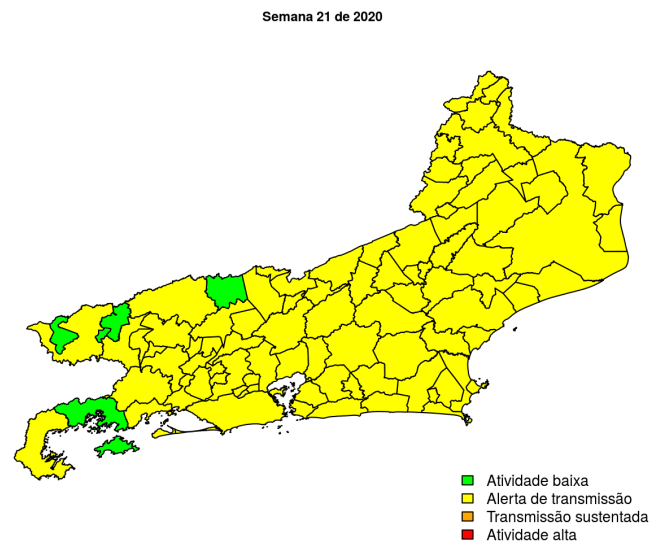 Semana 21 de 2020
Atividade baixa
Alerta de transmissão
Transmissão sustentada
Atividade alta